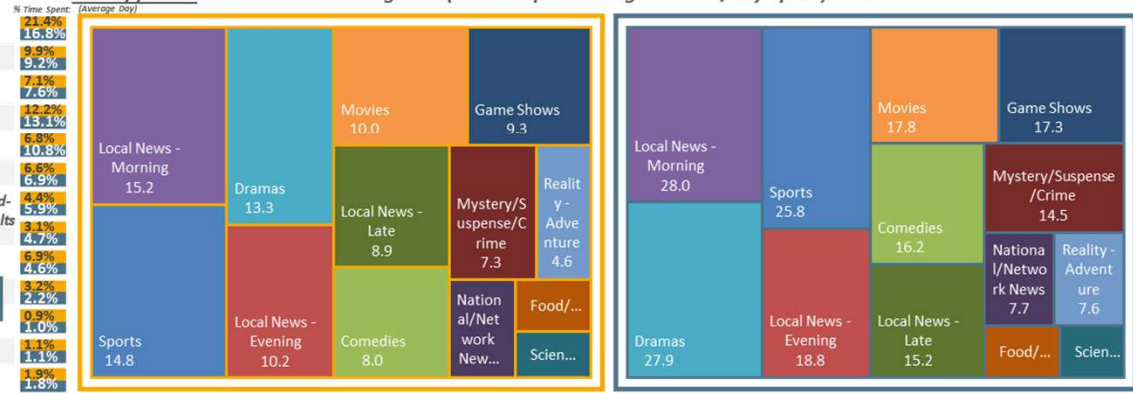 % Time Spent: (Average Day)
21.4%
16.8%
9.9%
9.2%
7.1%
7.6%
12.2%
13.1%
6.8%
10.8%
6.6%
6.9%
d-
4.4%
5.9%
lts
3.1%
4.7%
6.9%
4.6%
3.2%
2.2%
0.9%
1.0%
1.1%
1.1%
1.9%
1.8%
Local News -
Morning
15.2
Sports
14.8
Dramas
13.3
Local News -
Evening
10.2
Movies
10.0
Game Shows
9.3
Local News -
Late
8.9
Comedies
8.0
Mystery/S
uspense/C
rime
7.3
Realit
y -
Adve
nture
4.6
Nation
al/Net
work
New...
Food/...
Scien...
Local News -
Morning
28.0
Dramas
27.9
Sports
25.8
Local News -
Evening
18.8
Movies
17.8
Game Shows
17.3
Comedies
16.2
Local News -
Late
15.2
Mystery/Suspense
/Crime
14.5
Nationa
l/Netwo
rk News
7.7
Reality -
Advent
ure
7.6
Food/...
Scien...